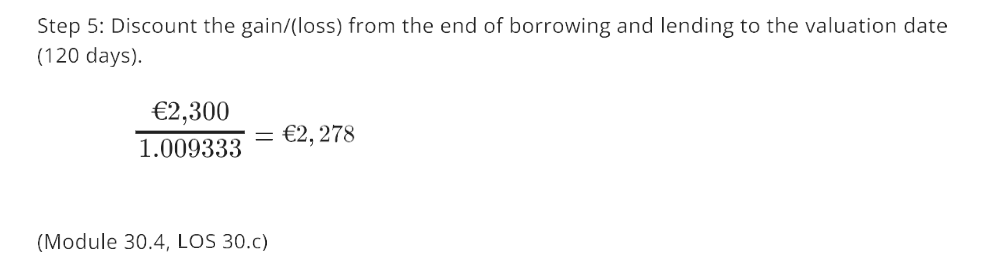 Step 5: Discount the gain/(loss) from the end of borrowing and lending to the valuation date
(120 days).
€2,300
1.009333
= €2,278
(Module 30.4, LOS 30.c)